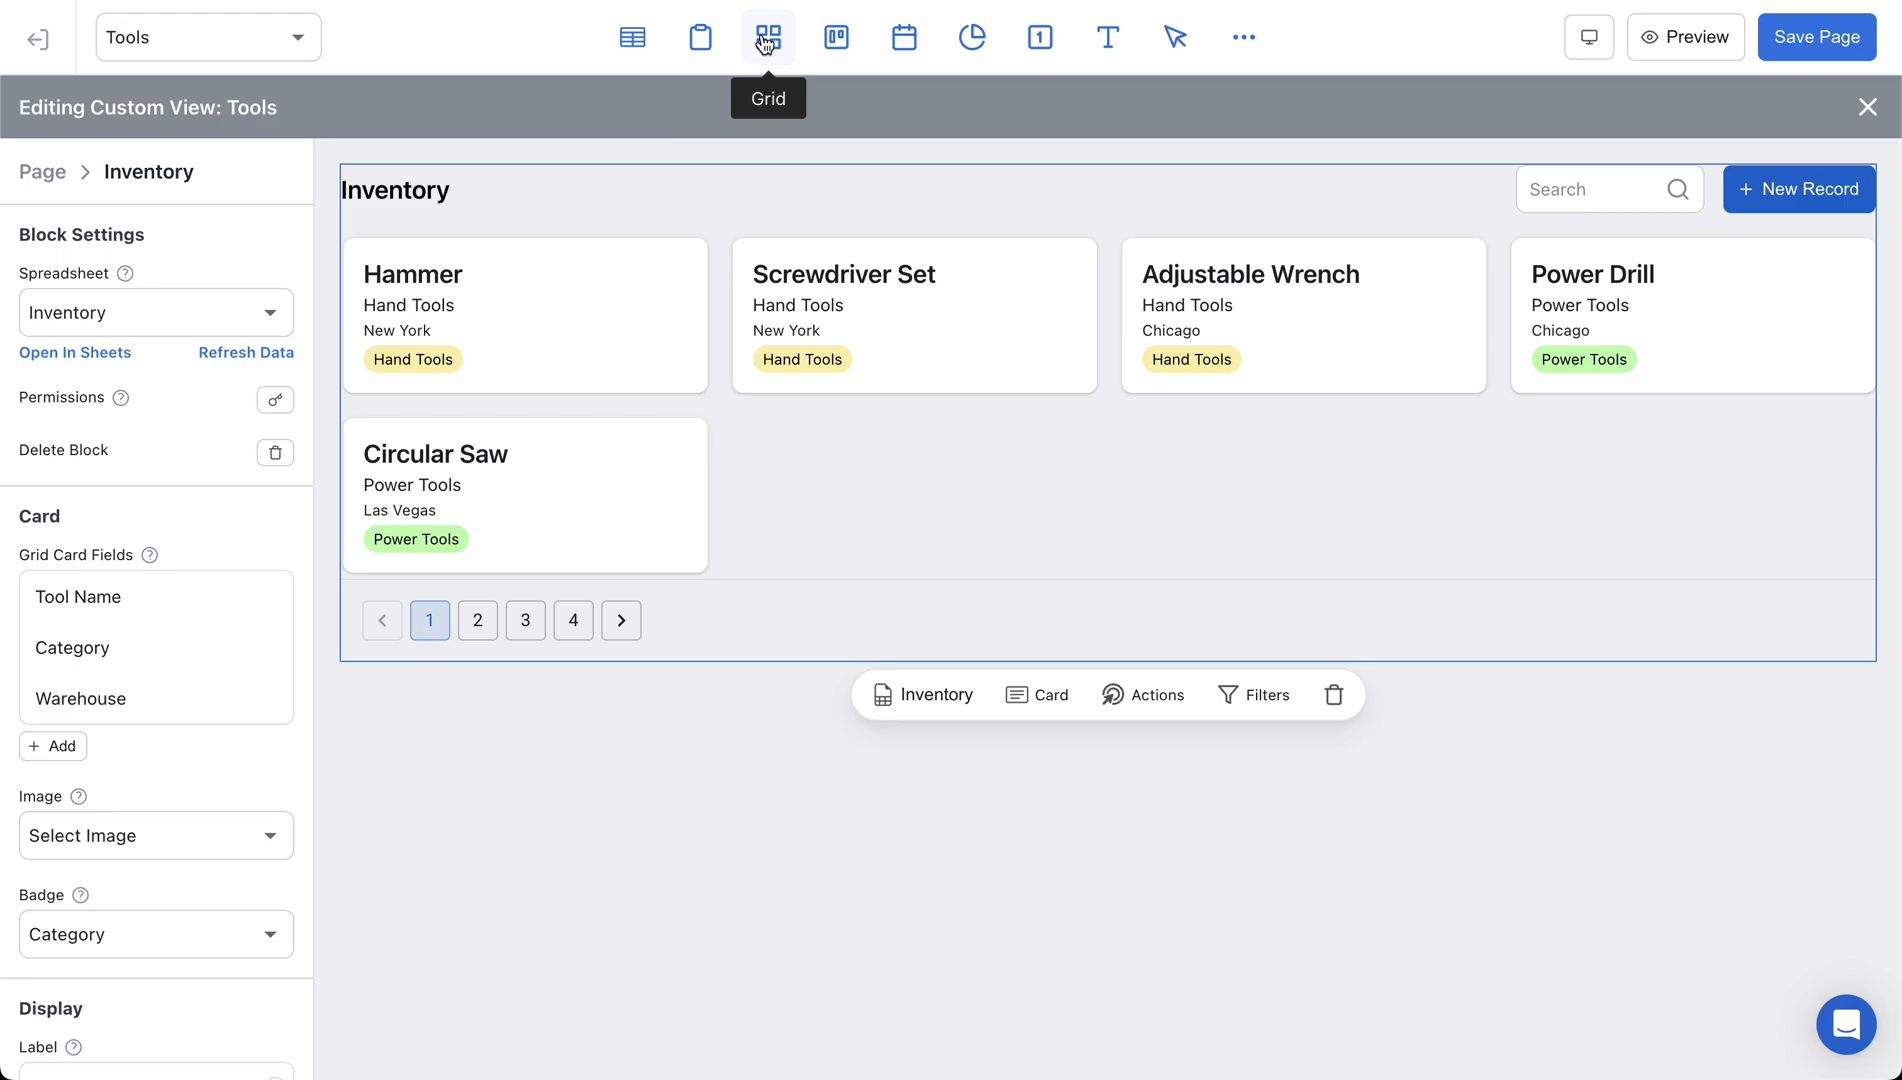 Tools
1
Preview
Save Page
Grid
Editing Custom View: Tools
Page > Inventory
Block Settings
Spreadsheet ?
Inventory
Open In Sheets Refresh Data
Permissions ?
Delete Block
Card
Grid Card Fields ?
Tool Name
Category
Warehouse
+ Add
Image ?
Select Image
Badge ?
Category
Display
Label ?
Inventory
Search
+ New Record
Hammer
Hand Tools
New York
Hand Tools
Screwdriver Set
Hand Tools
New York
Hand Tools
Adjustable Wrench
Hand Tools
Chicago
Hand Tools
Power Drill
Power Tools
Chicago
Power Tools
Circular Saw
Power Tools
Las Vegas
Power Tools
< 1 2 3 4 >
Inventory Card Actions Filters